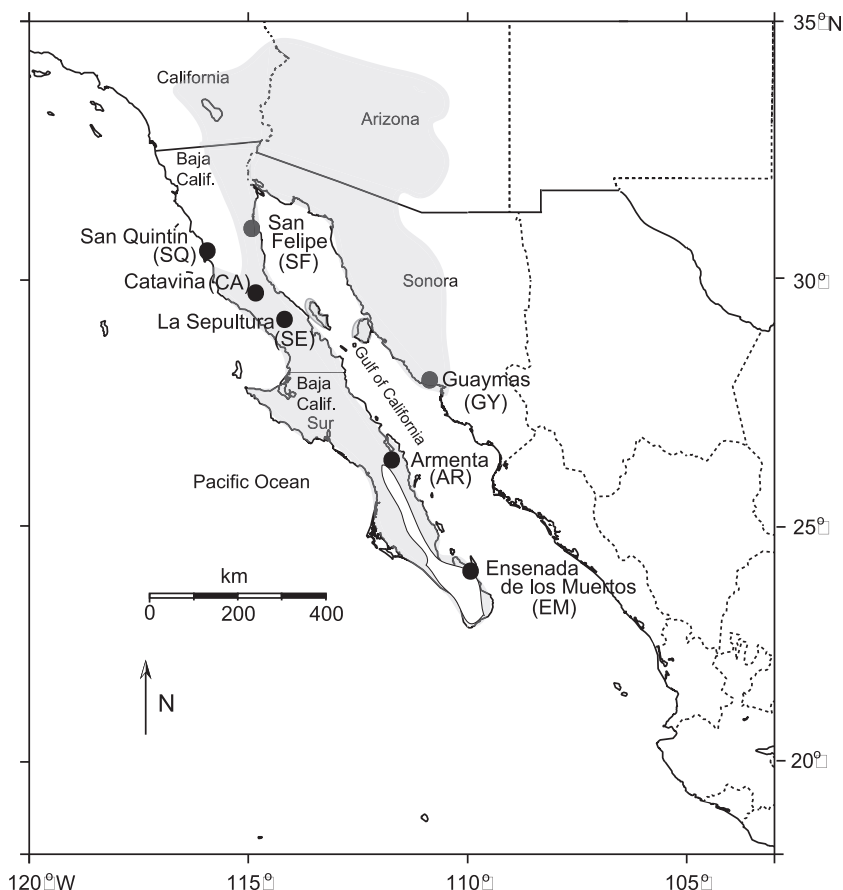 35°N
California
Arizona
Baja
Calif.
San Quintín
(SQ)
San
Felipe
(SF)
Cataviña (CA)
Sonora
30°
La Sepultura
(SE)
Gulf of California
Guaymas
(GY)
Baja
Calif.
Sur
Armenta
(AR)
Pacific Ocean
25°
Ensenada
de los Muertos
(EM)
km
0 200 400
N
20°
120°W 115° 110° 105°